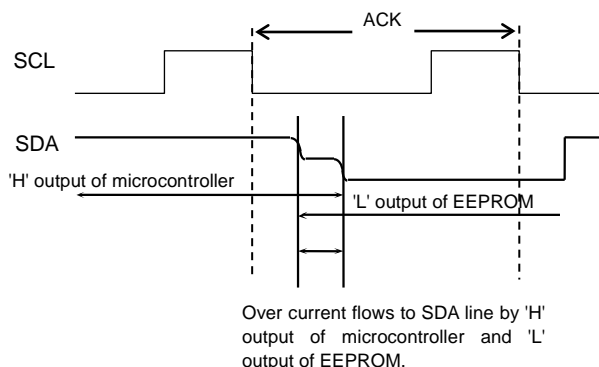 ACK
SCL
SDA
'H' output of microcontroller
'L' output of EEPROM
Over current flows to SDA line by 'H'
output of microcontroller and 'L'
output of EEPROM.